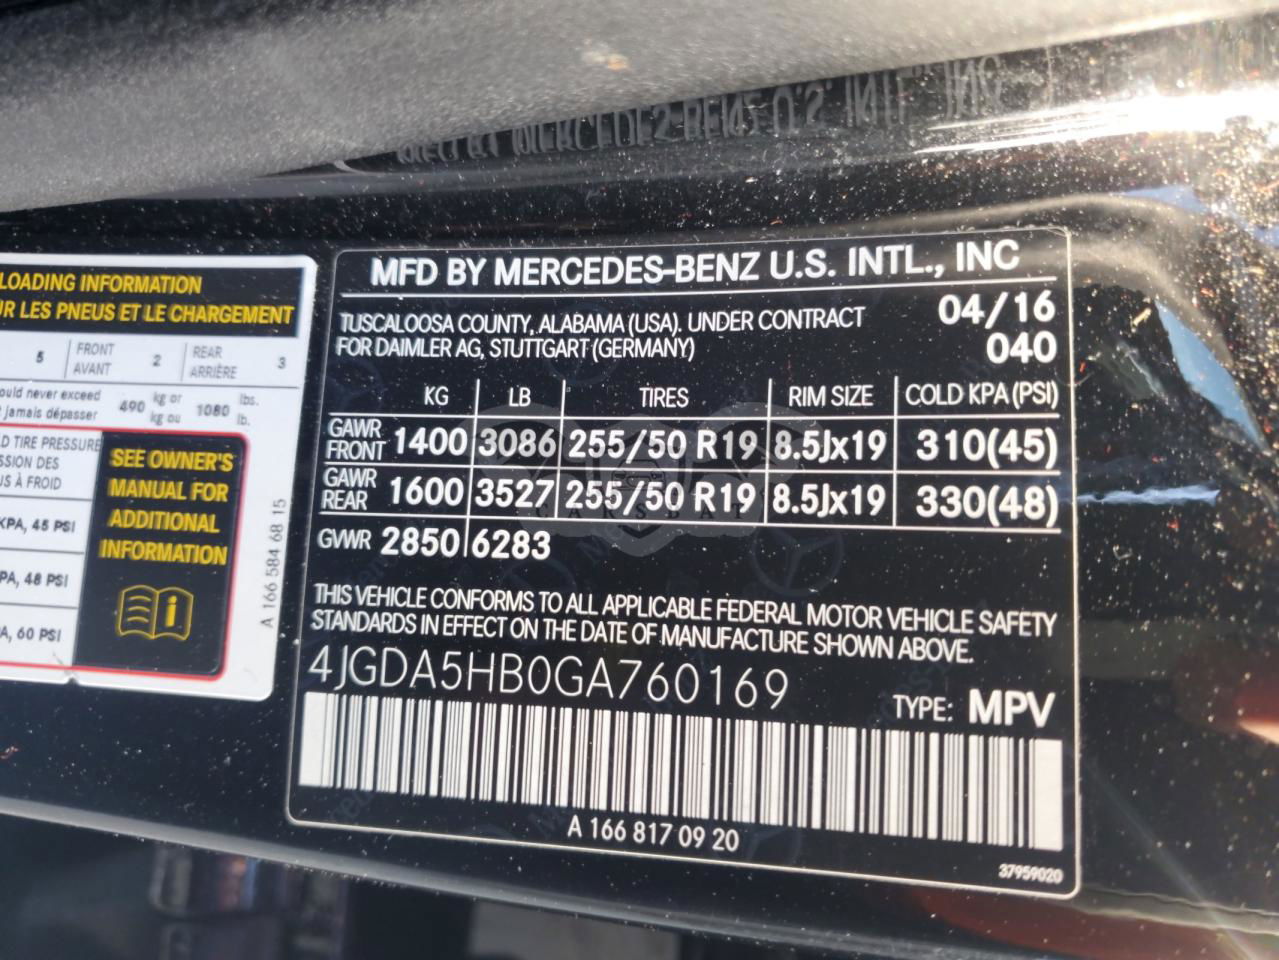 LOADING INFORMATION
R LES PNEUS ET LE CHARGEMENT
5 FRONT AVANT 2 REAR ARRIÈRE 3
never exceed
jamais dépasser 490 kg or kg ou 1080 lbs. lb.
TIRE PRESSURE
DES
À FROID
KPA, 45 PSI
PA, 48 PSI
A, 60 PSI
SEE OWNER'S
MANUAL FOR
ADDITIONAL
INFORMATION
A 166 584 68 15
MFD BY MERCEDES-BENZ U.S. INTL., INC
TUSCALOOSA COUNTY, ALABAMA (USA). UNDER CONTRACT
FOR DAIMLER AG, STUTTGART (GERMANY)
04/16
040
KG LB TIRES RIM SIZE COLD KPA (PSI)
GAWR FRONT 1400 3086 255/50 R19 8.5Jx19 310(45)
GAWR REAR 1600 3527 255/50 R19 8.5Jx19 330(48)
GVWR 2850 6283
THIS VEHICLE CONFORMS TO ALL APPLICABLE FEDERAL MOTOR VEHICLE SAFETY
STANDARDS IN EFFECT ON THE DATE OF MANUFACTURE SHOWN ABOVE.
4JGDA5HB0GA760169
TYPE: MPV
A 166 817 09 20
37959020